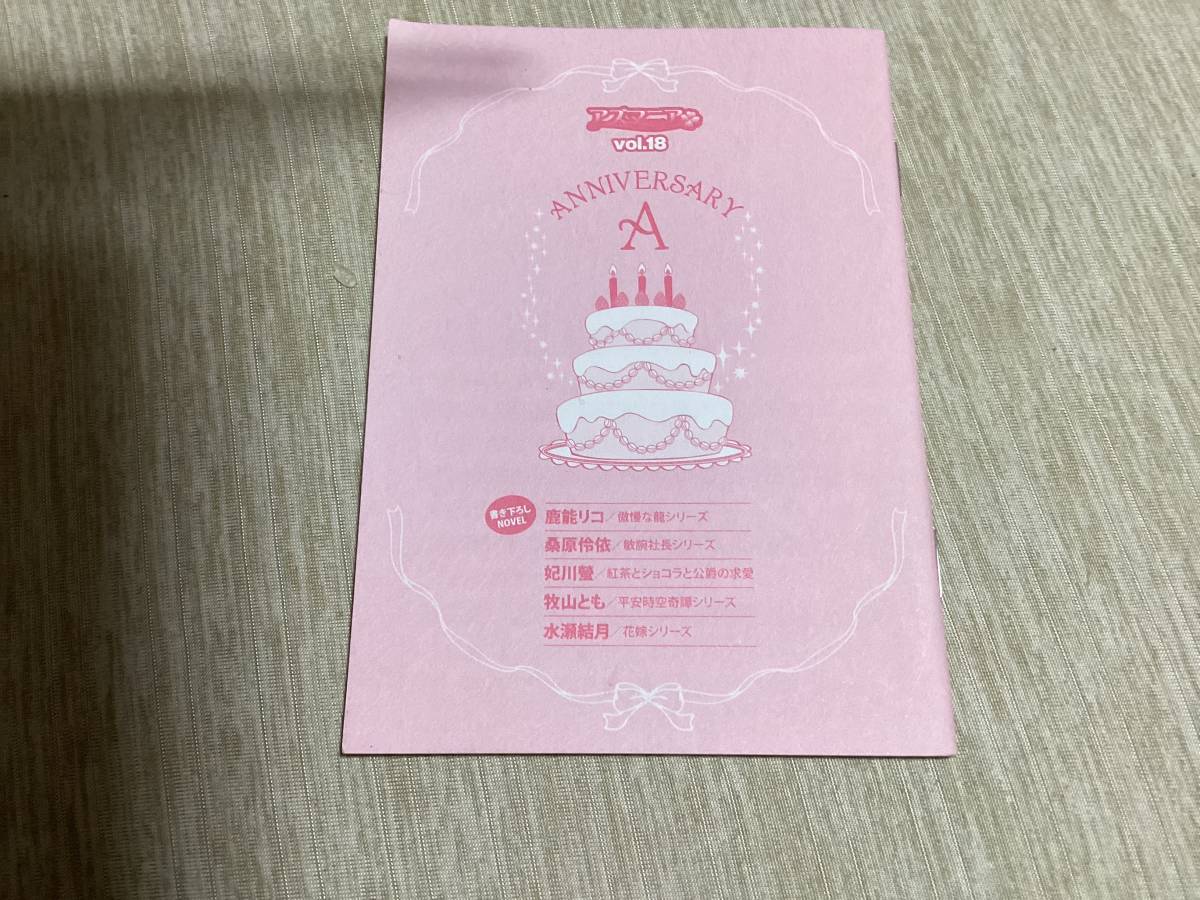 アズマニア
vol.18
ANNIVERSARY
A
書き下ろし
NOVEL
鹿能リコ／傲慢な龍シリーズ
桑原伶依／敏腕社長シリーズ
妃川螢／紅茶とショコラと公爵の求愛
牧山とも／平安時空奇譚シリーズ
水瀬結月／花嫁シリーズ